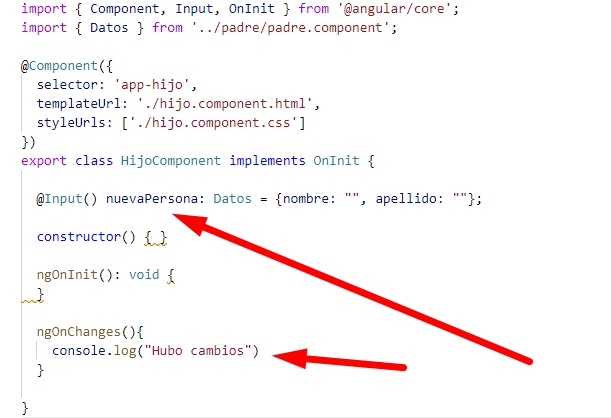 import { Component, Input, OnInit } from '@angular/core';
import { Datos } from '../padre/padre.component';
@Component({
selector: 'app-hijo',
templateUrl: './hijo.component.html',
styleUrls: ['./hijo.component.css']
})
export class HijoComponent implements OnInit {
@Input() nuevaPersona: Datos = {nombre: "", apellido: ""};
constructor() { }
ngOnInit(): void {
}
ngOnChanges(){
console.log("Hubo cambios")
}
}